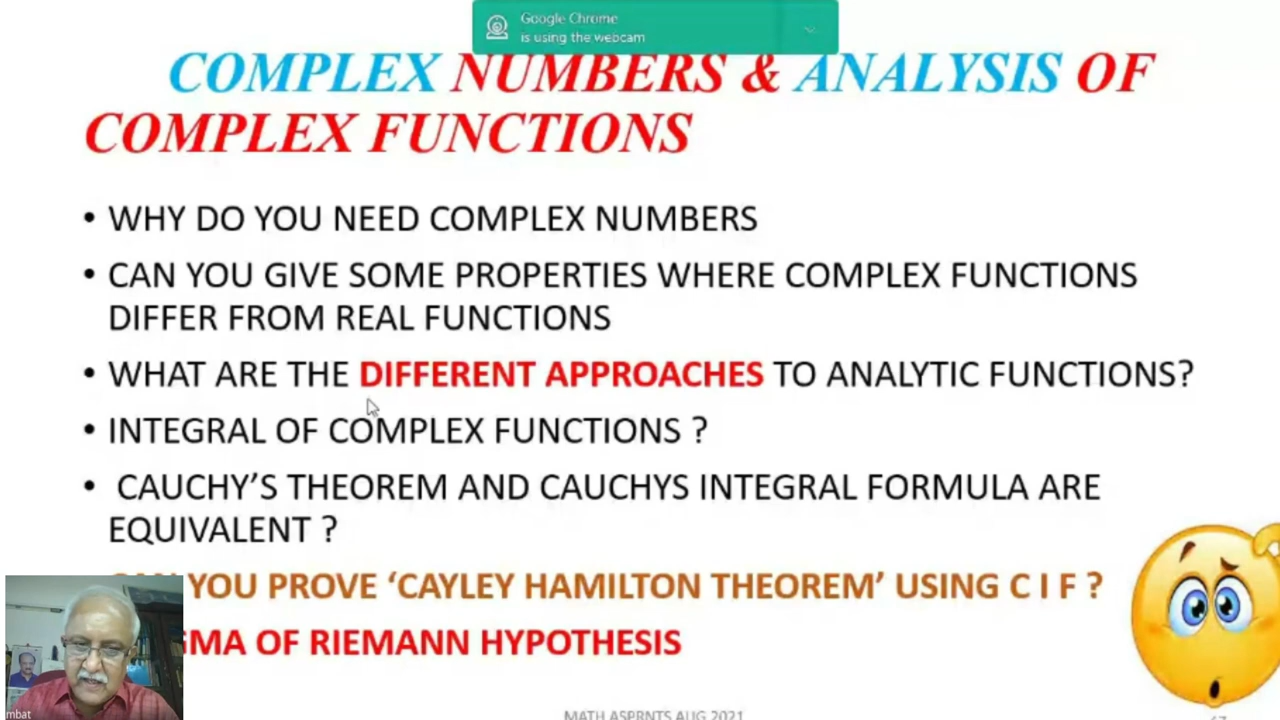 Google Chrome
is using the webcam
COMPLEX NUMBERS & ANALYSIS OF
COMPLEX FUNCTIONS
• WHY DO YOU NEED COMPLEX NUMBERS
• CAN YOU GIVE SOME PROPERTIES WHERE COMPLEX FUNCTIONS
DIFFER FROM REAL FUNCTIONS
• WHAT ARE THE DIFFERENT APPROACHES TO ANALYTIC FUNCTIONS?
• INTEGRAL OF COMPLEX FUNCTIONS ?
• CAUCHY'S THEOREM AND CAUCHYS INTEGRAL FORMULA ARE
EQUIVALENT ?
YOU PROVE ‘CAYLEY HAMILTON THEOREM’ USING C I F ?
OF RIEMANN HYPOTHESIS
mbat
MATH ASPRNTS AUG 2021